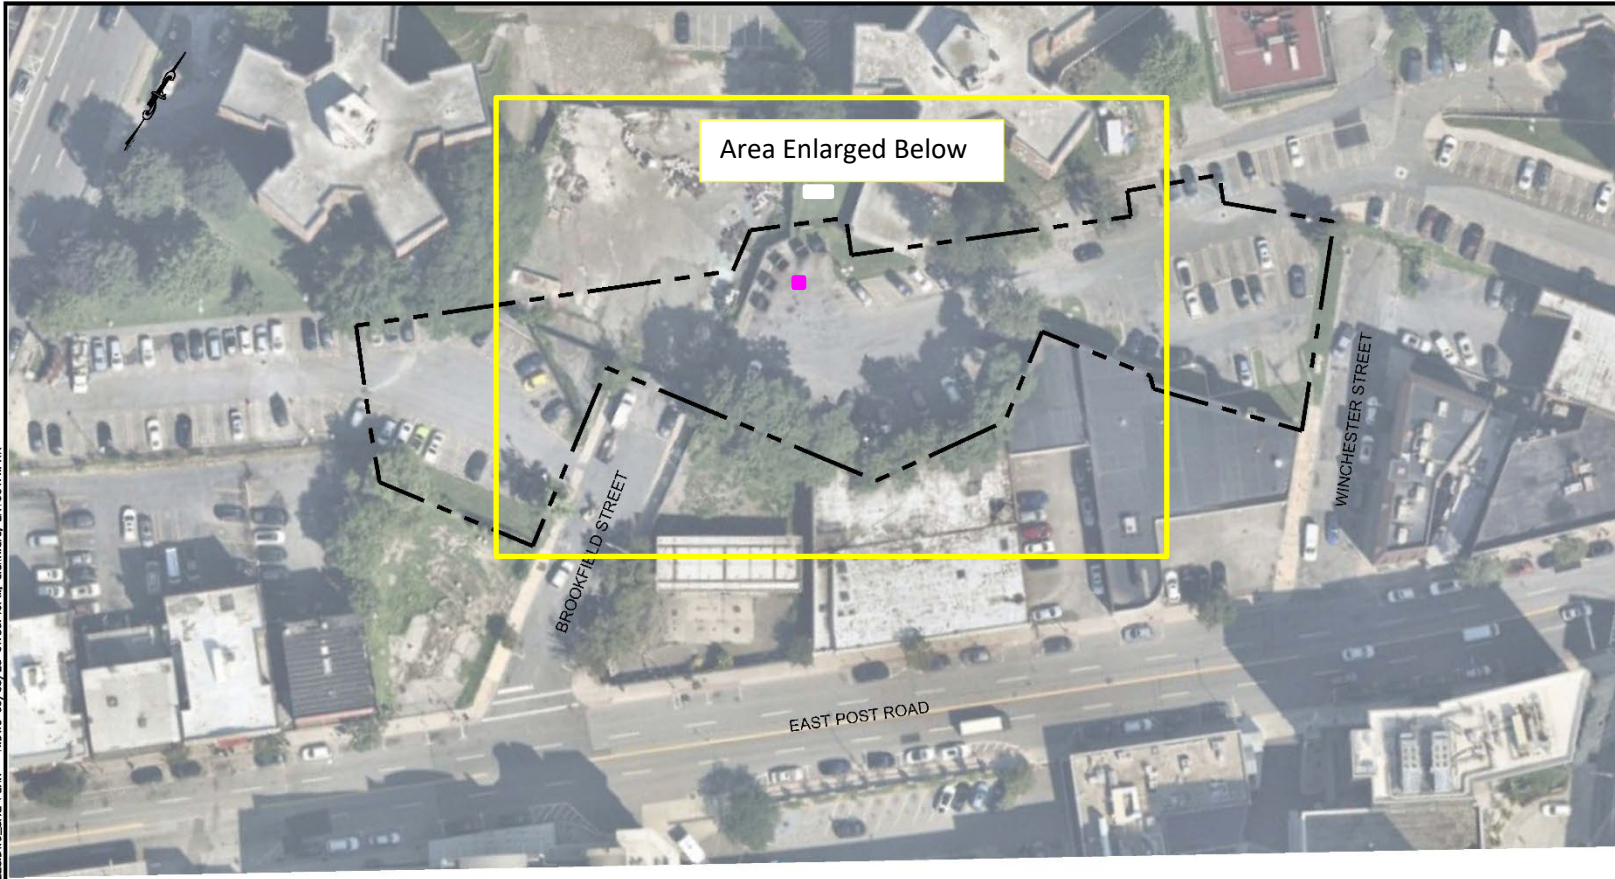 Area Enlarged Below
WINCHESTER STREET
BROOKFIELD STREET
EAST POST ROAD